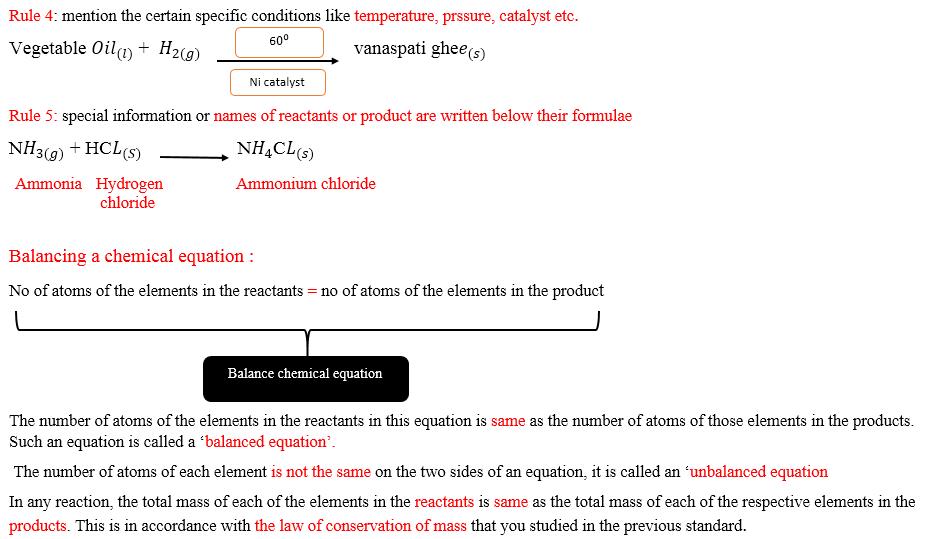 Rule 4: mention the certain specific conditions like temperature, prssure, catalyst etc.
60⁰
Vegetable Oil(l) + H2(g) vanaspati ghee(s)
Ni catalyst
Rule 5: special information or names of reactants or product are written below their formulae
NH3(g) + HCL(S) NH4CL(s)
Ammonia Hydrogen Ammonium chloride
chloride
Balancing a chemical equation :
No of atoms of the elements in the reactants = no of atoms of the elements in the product
Balance chemical equation
The number of atoms of the elements in the reactants in this equation is same as the number of atoms of those elements in the products.
Such an equation is called a ‘balanced equation’.
The number of atoms of each element is not the same on the two sides of an equation, it is called an ‘unbalanced equation
In any reaction, the total mass of each of the elements in the reactants is same as the total mass of each of the respective elements in the
products. This is in accordance with the law of conservation of mass that you studied in the previous standard.